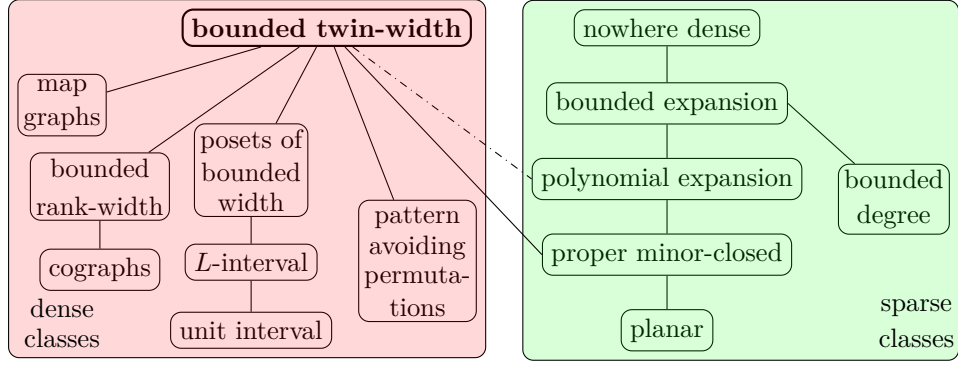 bounded twin-width
map
graphs
bounded
rank-width
cographs
posets of
bounded
width
L-interval
unit interval
pattern
avoiding
permuta-
tions
dense
classes
nowhere dense
bounded expansion
polynomial expansion
bounded
degree
proper minor-closed
planar
sparse
classes